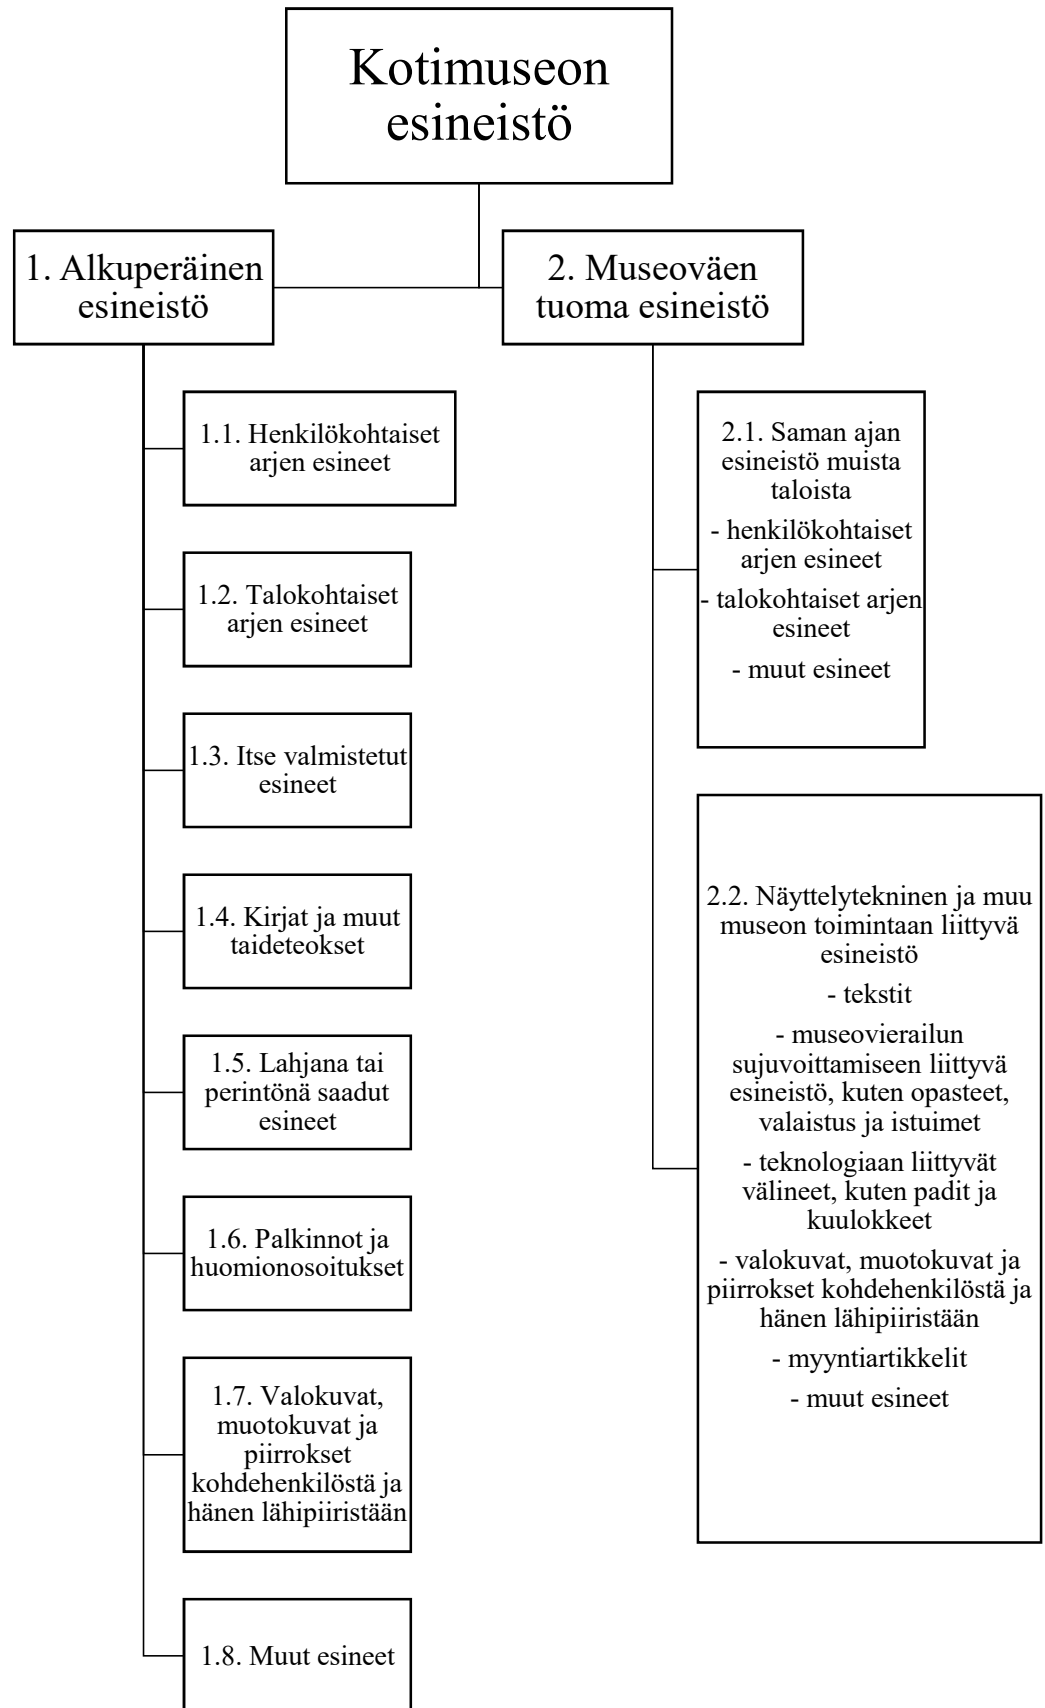 Kotimuseon
esineistö
1. Alkuperäinen
esineistö
1.1. Henkilökohtaiset
arjen esineet
1.2. Talokohtaiset
arjen esineet
1.3. Itse valmistetut
esineet
1.4. Kirjat ja muut
taideteokset
1.5. Lahjana tai
perintönä saadut
esineet
1.6. Palkinnot ja
huomionosoitukset
1.7. Valokuvat,
muotokuvat ja
piirrokset
kohdehenkilöstä ja
hänen lähipiiristään
1.8. Muut esineet
2. Museoväen
tuoma esineistö
2.1. Saman ajan
esineistö muista
taloista
- henkilökohtaiset
arjen esineet
- talokohtaiset arjen
esineet
- muut esineet
2.2. Näyttelytekninen ja muu
museon toimintaan liittyvä
esineistö
- tekstit
- museovierailun
sujuvoittamiseen liittyvä
esineistö, kuten opasteet,
valaistus ja istuimet
- teknologiaan liittyvät
välineet, kuten padit ja
kuulokkeet
- valokuvat, muotokuvat ja
piirrokset kohdehenkilöstä ja
hänen lähipiiristään
- myyntiartikkelit
- muut esineet